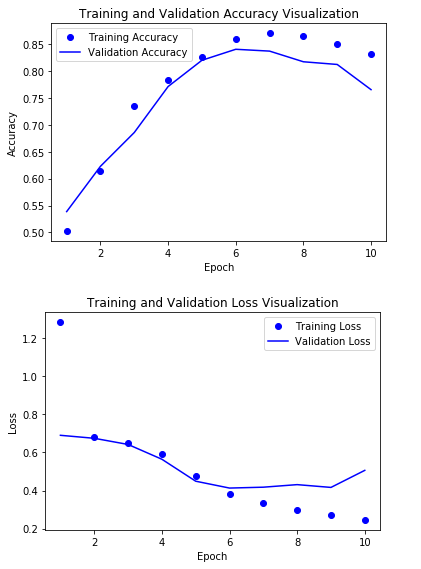 Training and Validation Accuracy Visualization
Training Accuracy
Validation Accuracy
0.85
0.80
0.75
0.70
0.65
0.60
0.55
0.50
Accuracy
2 4 6 8 10
Epoch
Training and Validation Loss Visualization
Training Loss
Validation Loss
1.2
1.0
0.8
0.6
0.4
0.2
Loss
2 4 6 8 10
Epoch